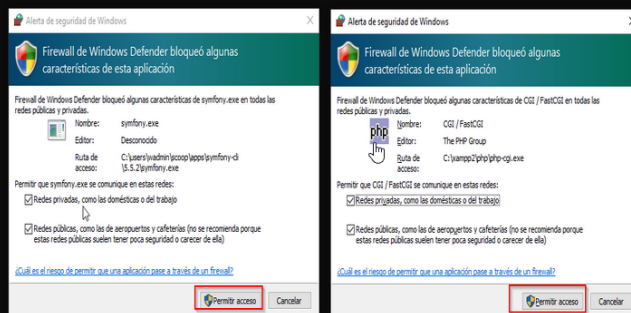 Alerta de seguridad de Windows
Firewall de Windows Defender bloqueó algunas
características de esta aplicación
Firewall de Windows Defender bloqueó algunas características de symfony.exe en todas las
redes públicas y privadas.
Nombre: symfony.exe
Editor: Desconocido
Ruta de C:\users\wadmin\scoop\apps\symfony-cli
acceso: \5.5.2\symfony.exe
Permitir que symfony.exe se comunique en estas redes:
Redes privadas, como las domésticas o del trabajo
Redes públicas, como las de aeropuertos y cafeterías (no se recomienda porque
estas redes públicas suelen tener poca seguridad o carecer de ella)
¿Cuál es el riesgo de permitir que una aplicación pase a través de un firewall?
Permitir acceso Cancelar
Alerta de seguridad de Windows
Firewall de Windows Defender bloqueó algunas
características de esta aplicación
Firewall de Windows Defender bloqueó algunas características de CGI / FastCGI en todas las
redes públicas y privadas.
php
Nombre: CGI / FastCGI
Editor: The PHP Group
Ruta de C:\xampp2\php\php-cgi.exe
acceso:
Permitir que CGI / FastCGI se comunique en estas redes:
Redes privadas, como las domésticas o del trabajo
Redes públicas, como las de aeropuertos y cafeterías (no se recomienda porque
estas redes públicas suelen tener poca seguridad o carecer de ella)
¿Cuál es el riesgo de permitir que una aplicación pase a través de un firewall?
Permitir acceso Cancelar